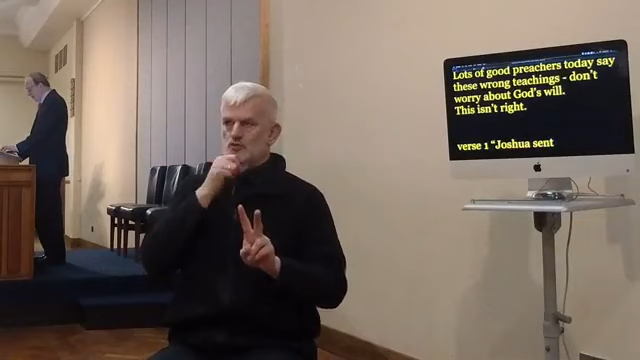 Lots of good preachers today say
these wrong teachings - don't
worry about God's will.
This isn't right.
verse 1 “Joshua sent